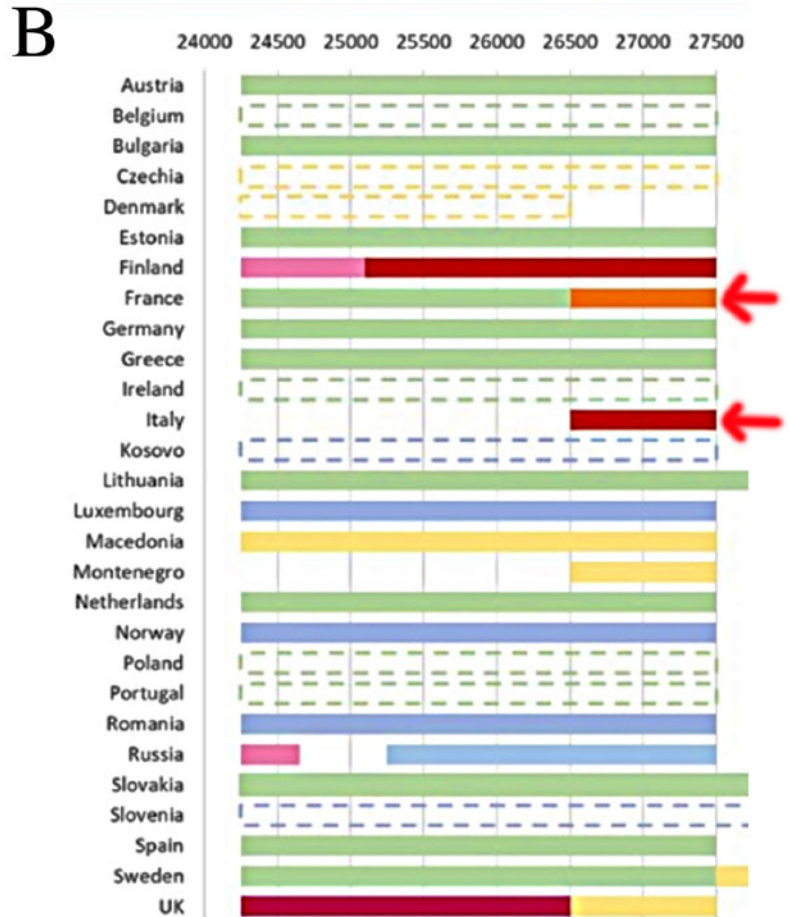 B
24000 24500 25000 25500 26000 26500 27000 27500
Austria
Belgium
Bulgaria
Czechia
Denmark
Estonia
Finland
France
Germany
Greece
Ireland
Italy
Kosovo
Lithuania
Luxembourg
Macedonia
Montenegro
Netherlands
Norway
Poland
Portugal
Romania
Russia
Slovakia
Slovenia
Spain
Sweden
UK